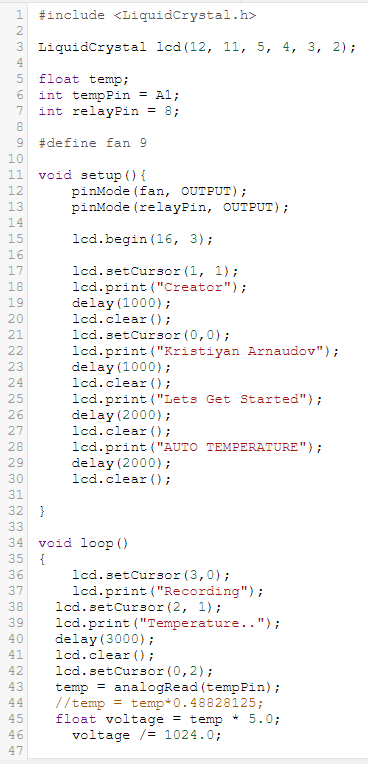 1 #include <LiquidCrystal.h>
2
3 LiquidCrystal lcd(12, 11, 5, 4, 3, 2);
4
5 float temp;
6 int tempPin = A1;
7 int relayPin = 8;
8
9 #define fan 9
10
11 void setup(){
12     pinMode(fan, OUTPUT);
13     pinMode(relayPin, OUTPUT);
14
15     lcd.begin(16, 3);
16
17     lcd.setCursor(1, 1);
18     lcd.print("Creator");
19     delay(1000);
20     lcd.clear();
21     lcd.setCursor(0,0);
22     lcd.print("Kristiyan Arnaudov");
23     delay(1000);
24     lcd.clear();
25     lcd.print("Lets Get Started");
26     delay(2000);
27     lcd.clear();
28     lcd.print("AUTO TEMPERATURE");
29     delay(2000);
30     lcd.clear();
31
32 }
33
34 void loop()
35 {
36     lcd.setCursor(3,0);
37     lcd.print("Recording");
38   lcd.setCursor(2, 1);
39   lcd.print("Temperature..");
40   delay(3000);
41   lcd.clear();
42   lcd.setCursor(0,2);
43   temp = analogRead(tempPin);
44   //temp = temp*0.48828125;
45   float voltage = temp * 5.0;
46     voltage /= 1024.0;
47